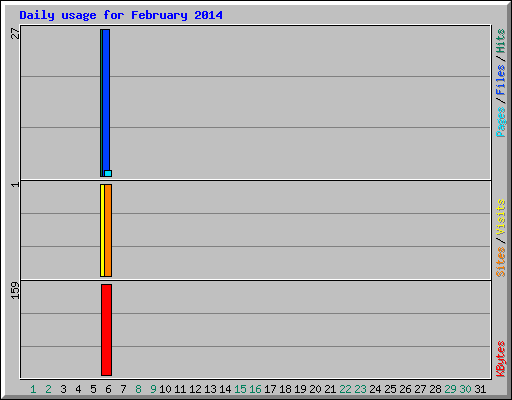 Daily usage for February 2014
27
1
159
Pages/Files/Hits
Sites/Visits
KBytes
1 2 3 4 5 6 7 8 9 10 11 12 13 14 15 16 17 18 19 20 21 22 23 24 25 26 27 28 29 30 31